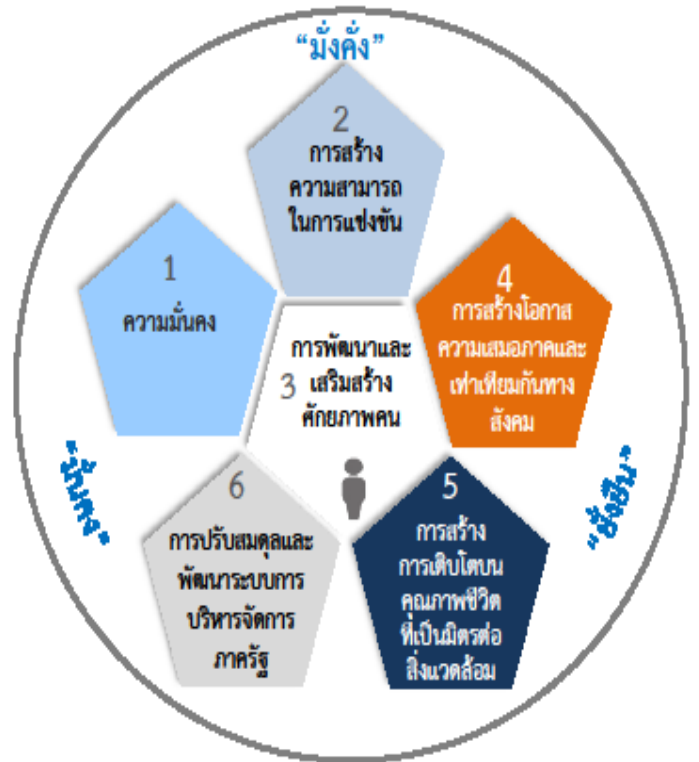 “มั่งคั่ง”
2
การสร้าง
ความสามารถ
ในการแข่งขัน
1
ความมั่นคง
4
การสร้างโอกาส
ความเสมอภาคและ
เท่าเทียมกันทาง
สังคม
การพัฒนาและ
3 เสริมสร้าง
ศักยภาพคน
“มั่นคง”
“ยั่งยืน”
6
การปรับสมดุลและ
พัฒนาระบบการ
บริหารจัดการ
ภาครัฐ
5
การสร้าง
การเติบโตบน
คุณภาพชีวิต
ที่เป็นมิตรต่อ
สิ่งแวดล้อม